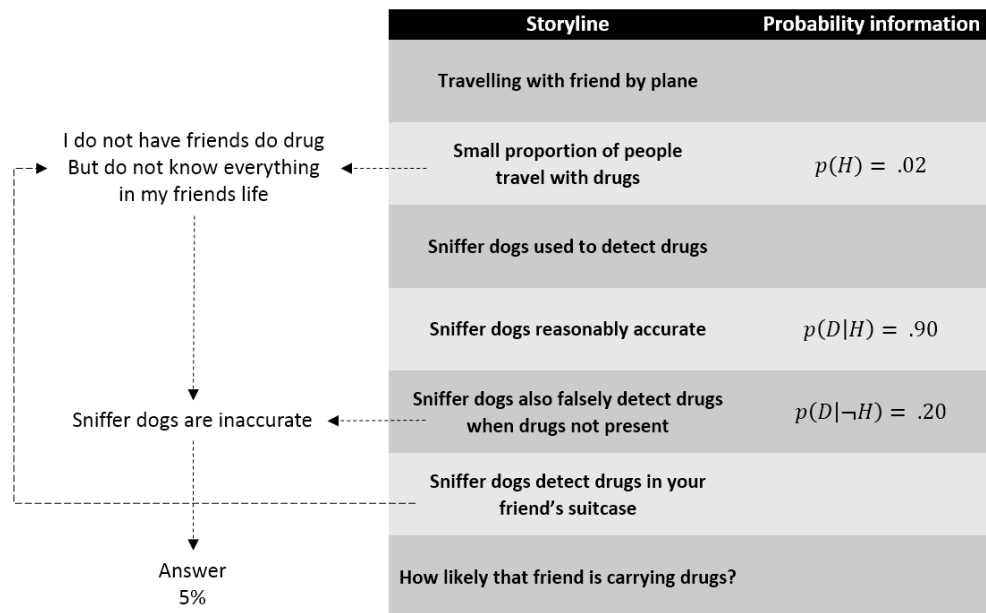 Storyline Probability information
Travelling with friend by plane
I do not have friends do drug
But do not know everything
in my friends life
Small proportion of people
travel with drugs
p(H) = .02
Sniffer dogs used to detect drugs
Sniffer dogs reasonably accurate
p(D|H) = .90
Sniffer dogs are inaccurate
Sniffer dogs also falsely detect drugs
when drugs not present
p(D|¬H) = .20
Sniffer dogs detect drugs in your
friend's suitcase
Answer
5%
How likely that friend is carrying drugs?